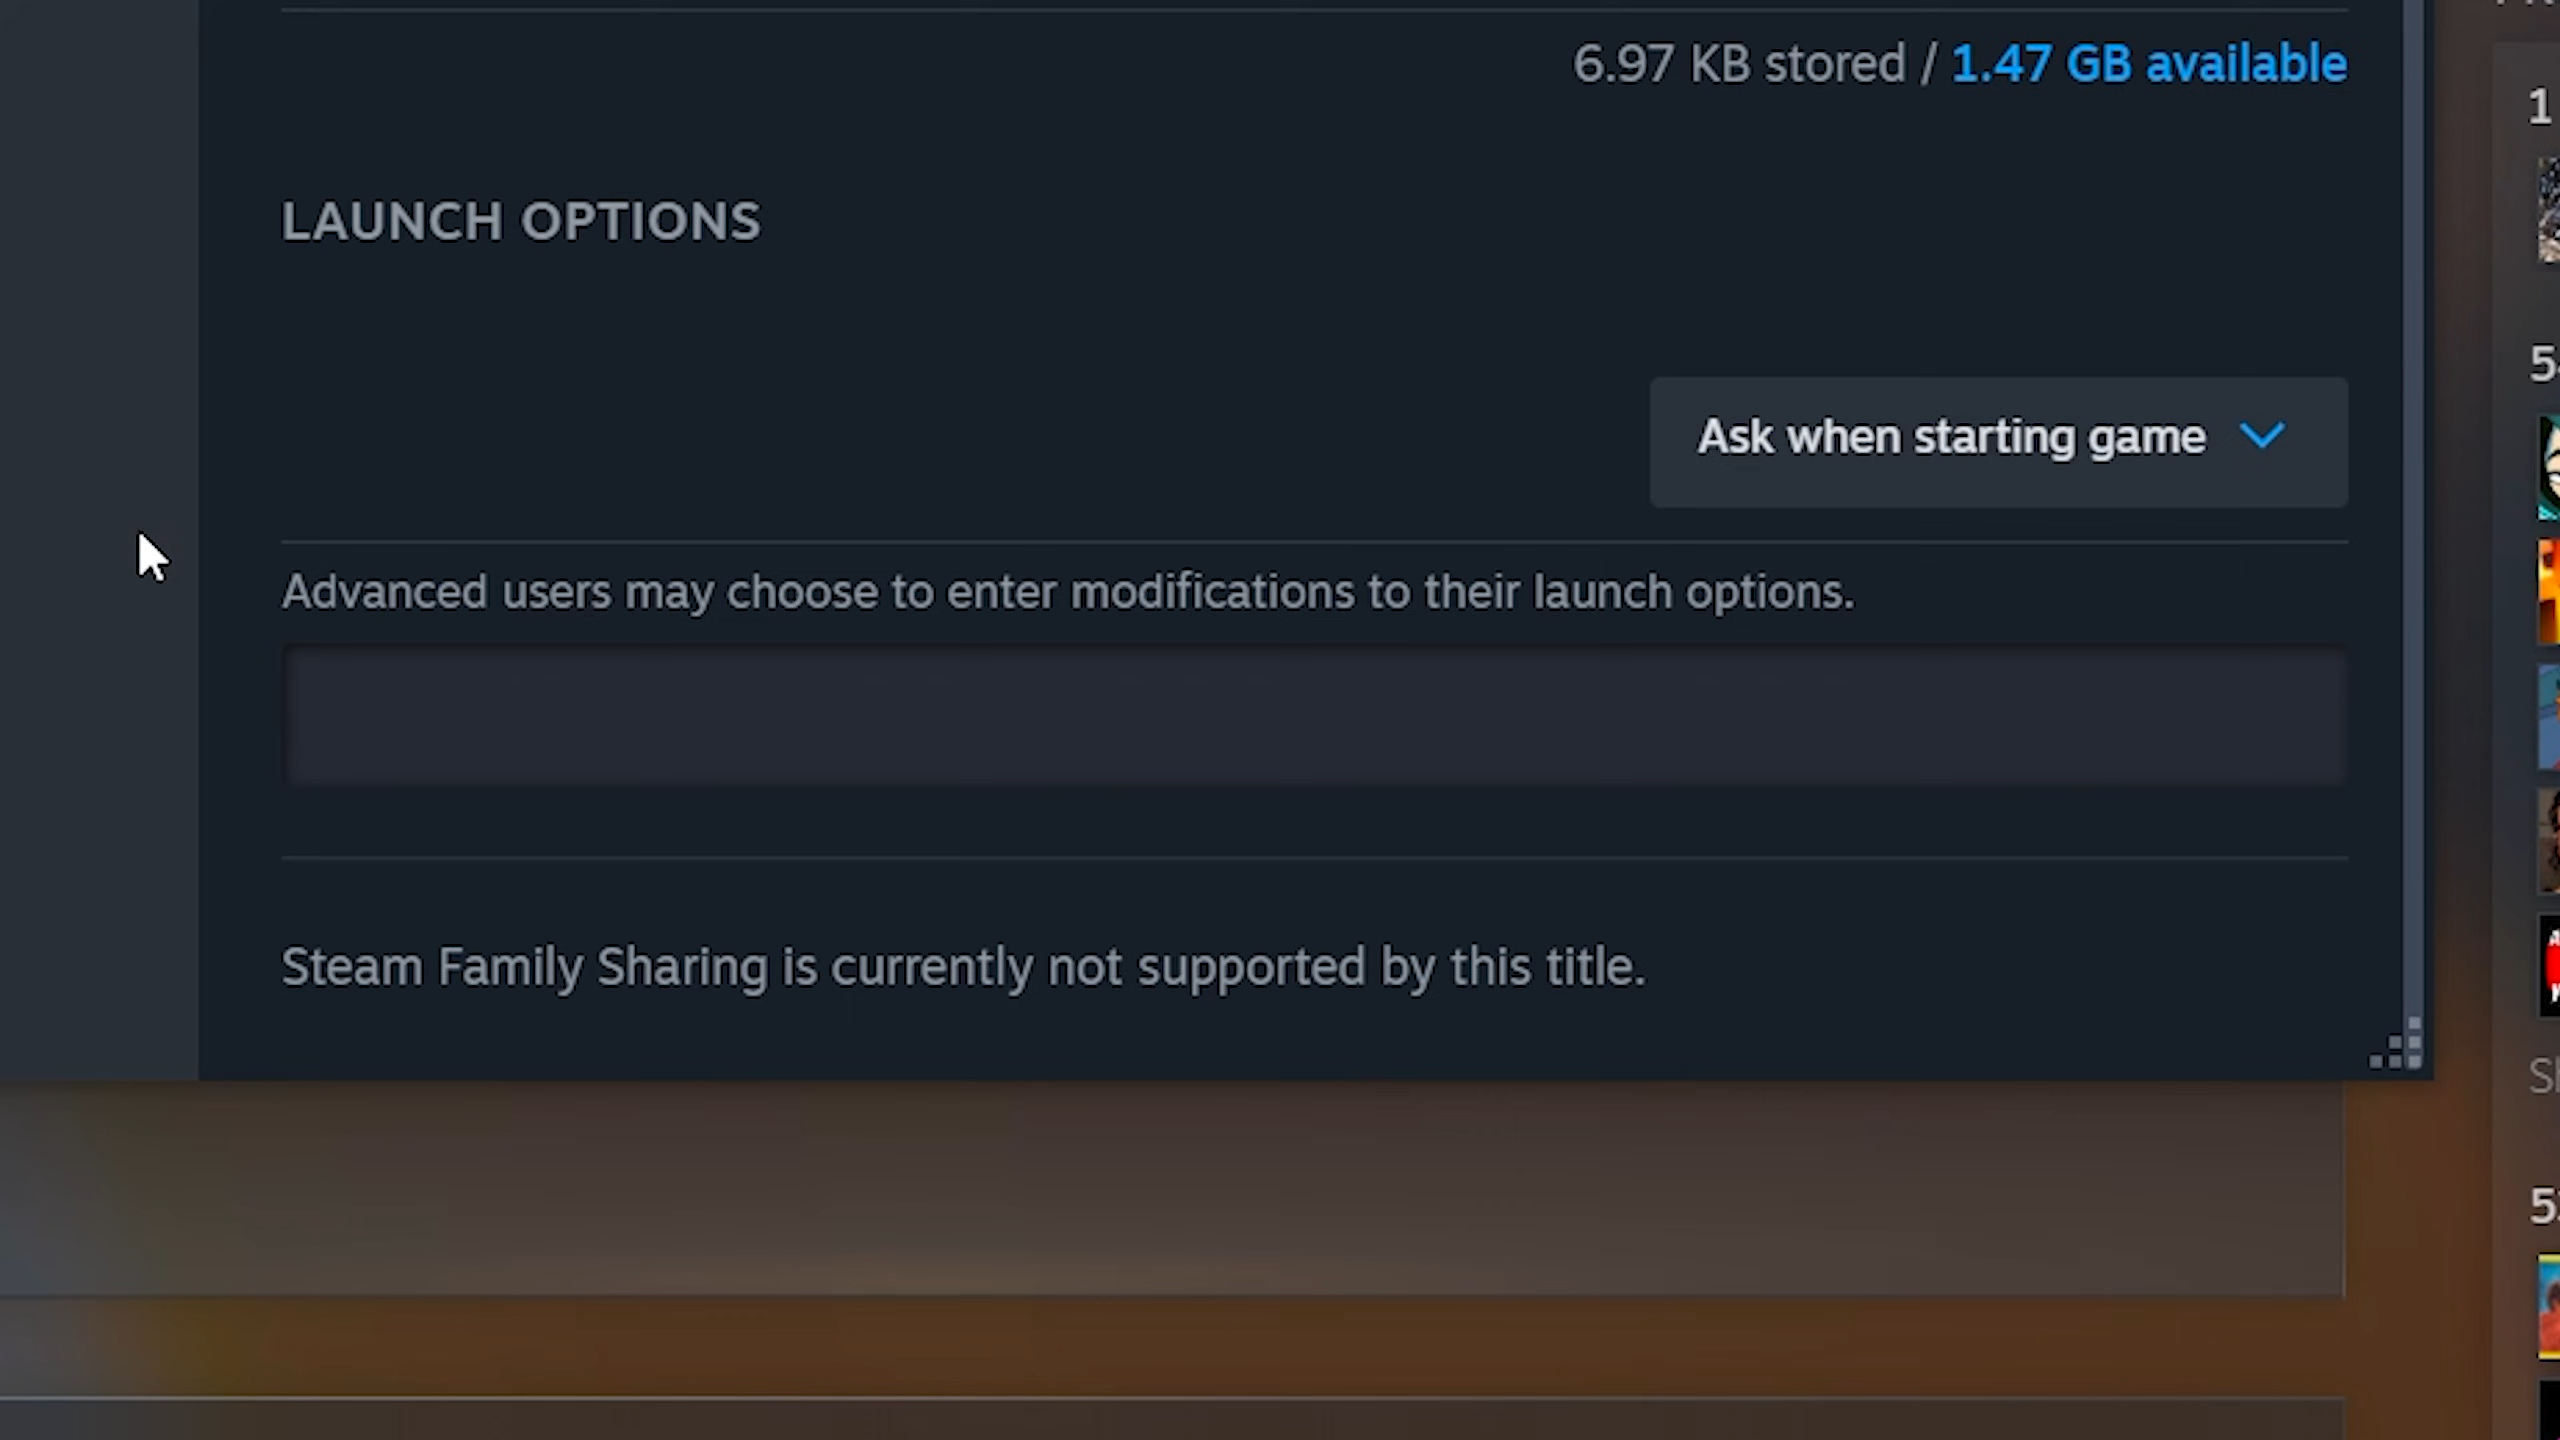 6.97 KB stored / 1.47 GB available
1
LAUNCH OPTIONS
Ask when starting game
Advanced users may choose to enter modifications to their launch options.
Steam Family Sharing is currently not supported by this title.